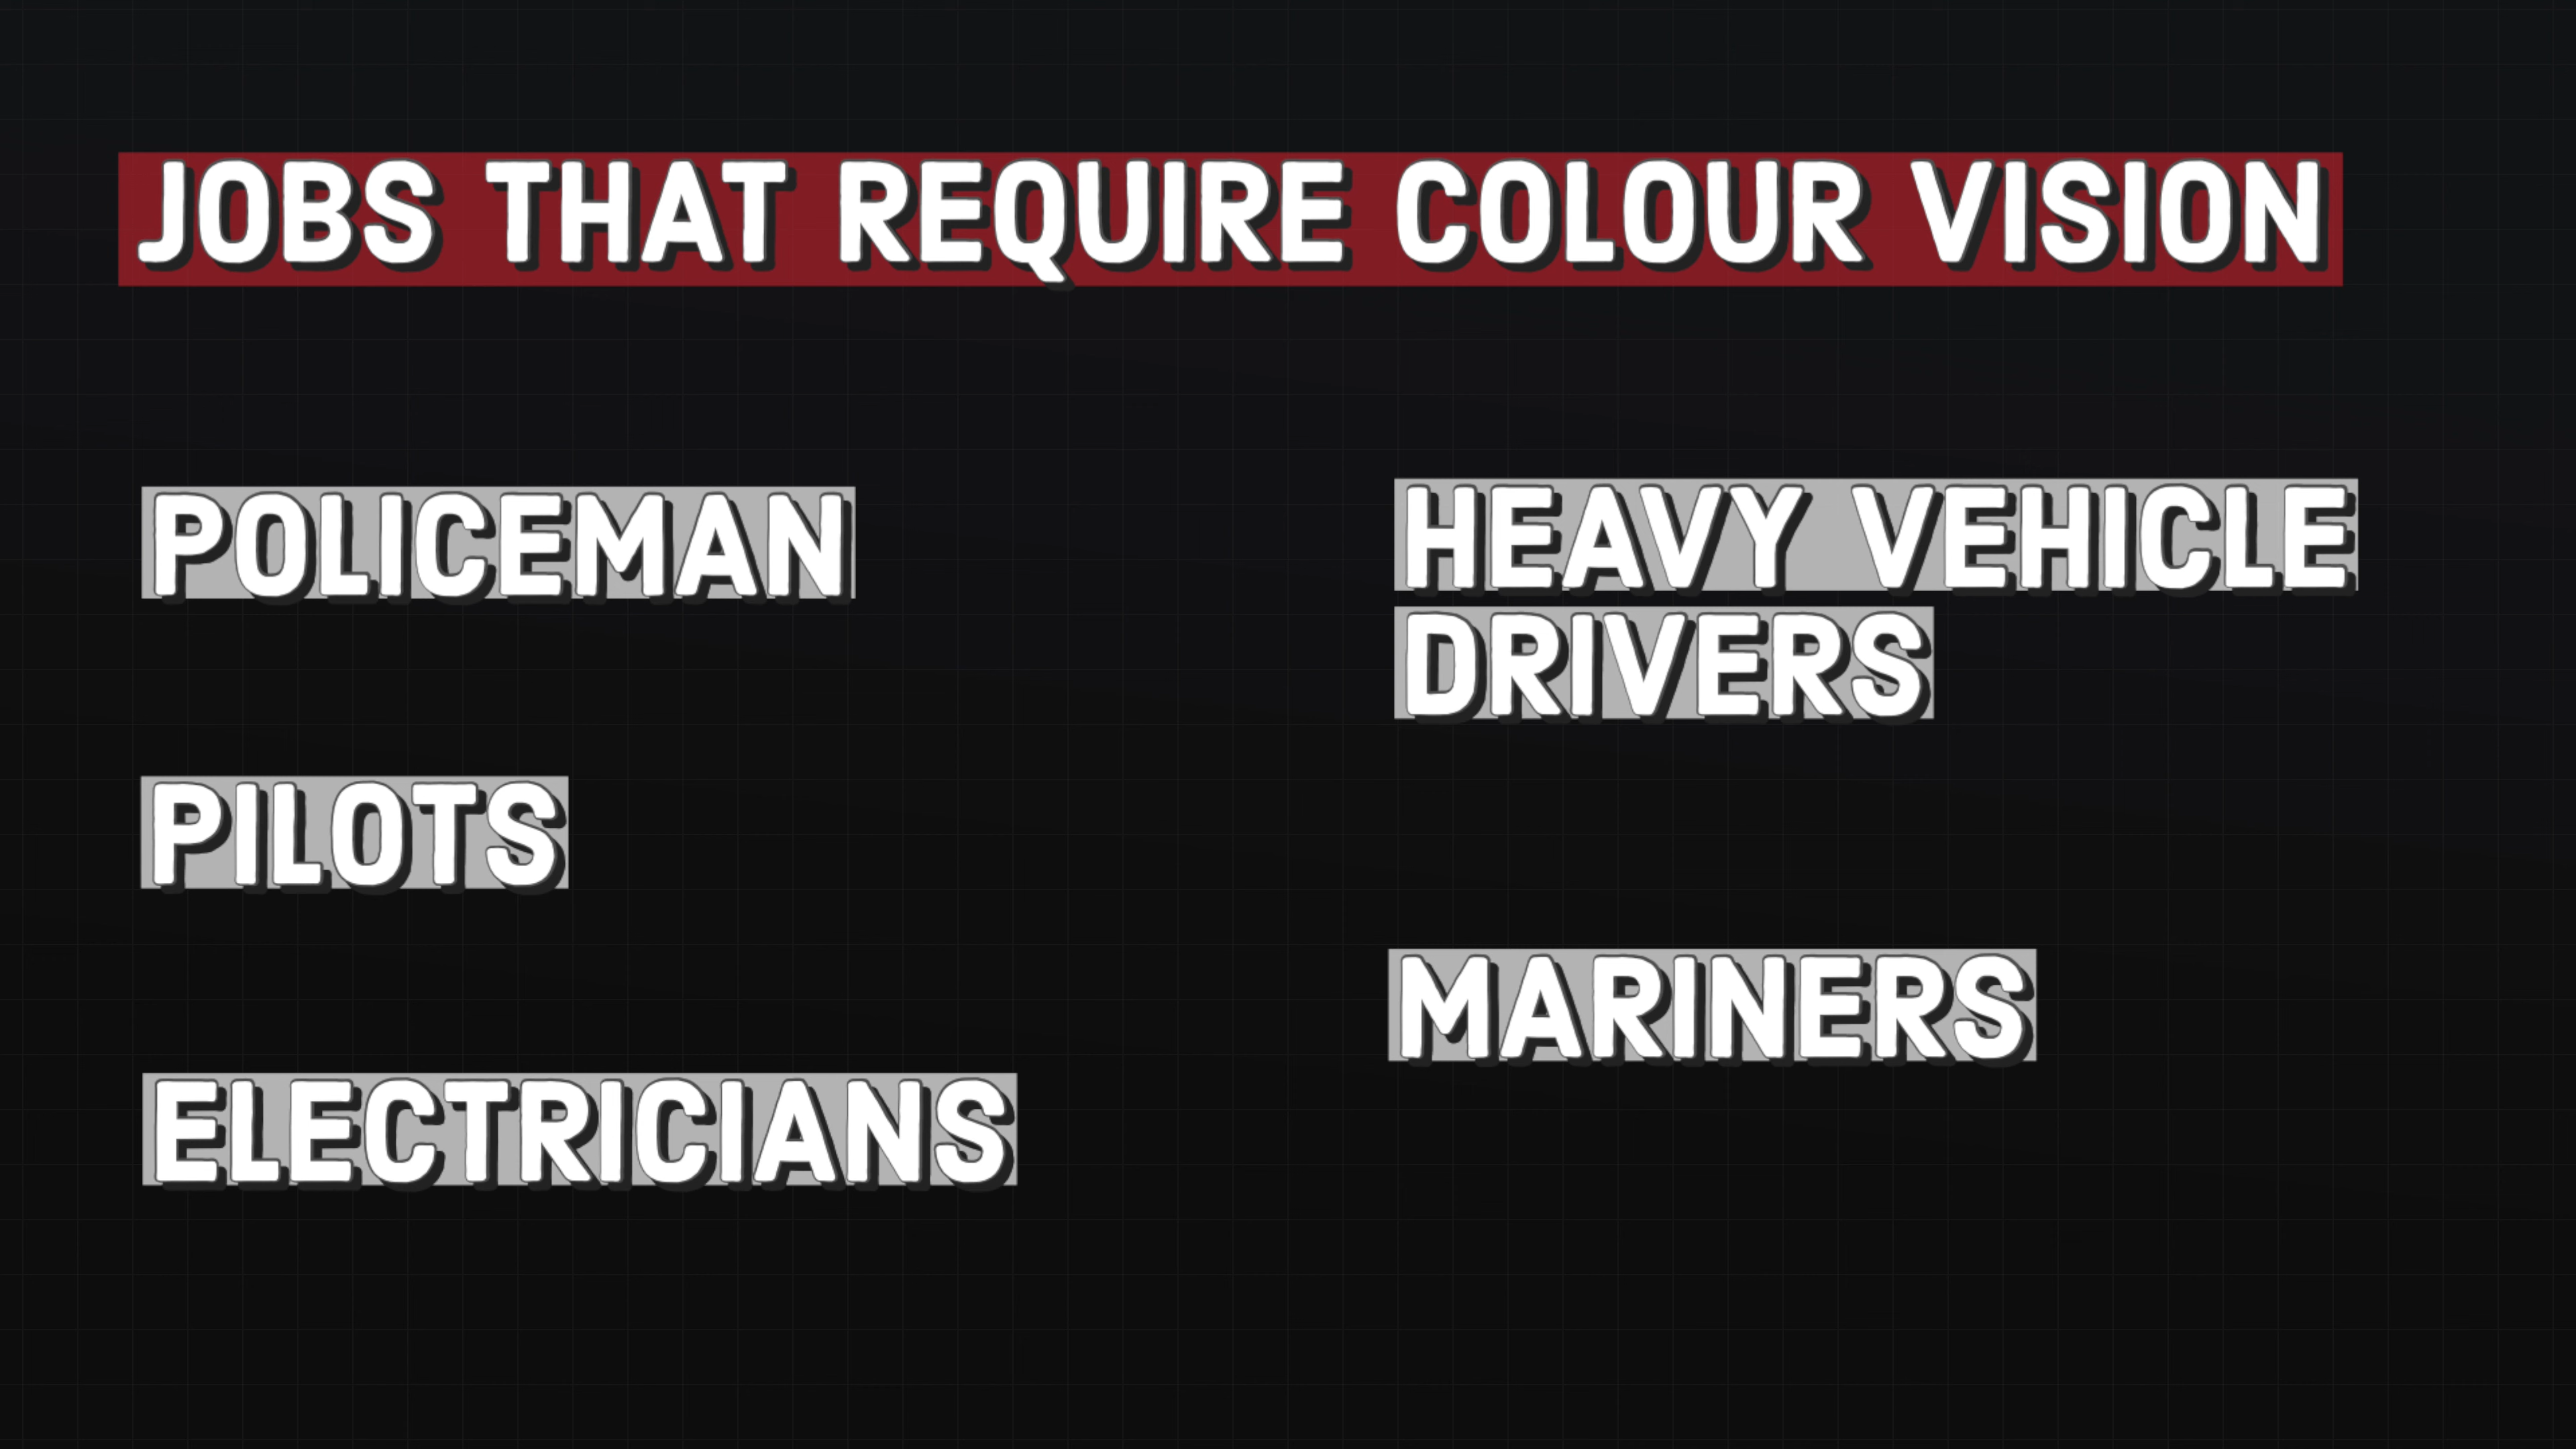 JOBS THAT REQUIRE COLOUR VISION
POLICEMAN
PILOTS
ELECTRICIANS
HEAVY VEHICLE
DRIVERS
MARINERS